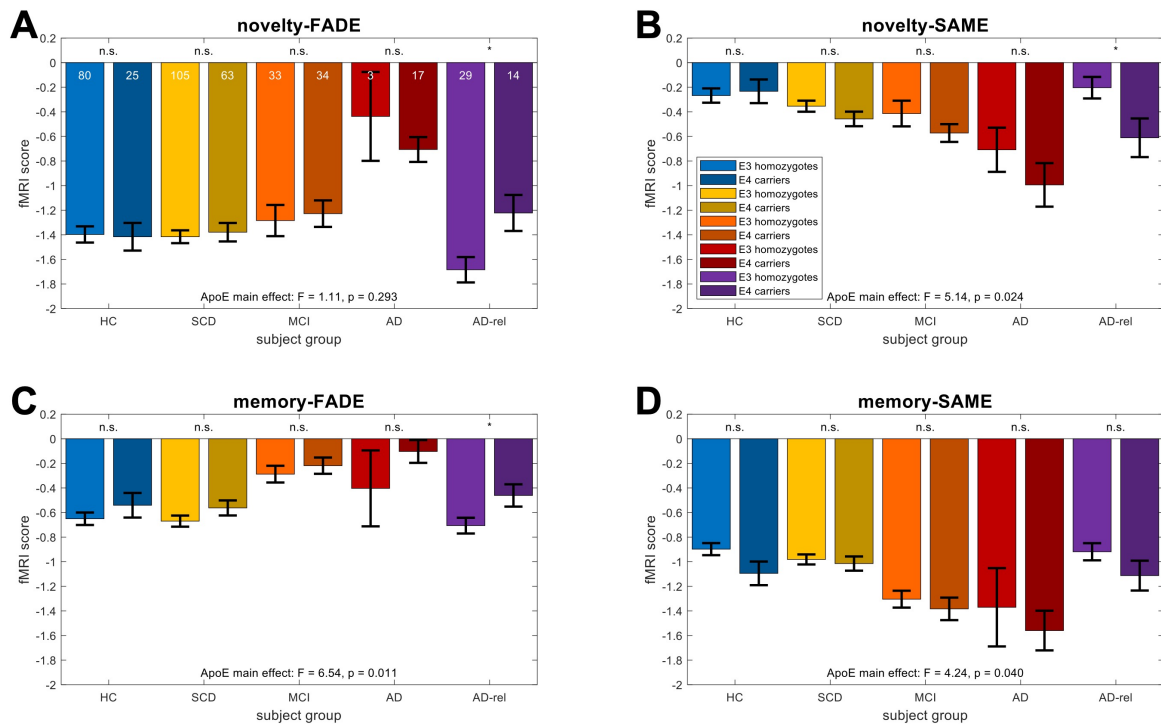 A
novelty-FADE
0.2
0
-0.2
-0.4
-0.6
-0.8
-1
-1.2
-1.4
-1.6
-1.8
-2
fMRI score
n.s. n.s. n.s. n.s. *
80 25 105 63 33 34 3 17 29 14
ApoE main effect: F = 1.11, p = 0.293
HC SCD MCI AD AD-rel
subject group
B
novelty-SAME
0.2
0
-0.2
-0.4
-0.6
-0.8
-1
-1.2
-1.4
-1.6
-1.8
-2
fMRI score
n.s. n.s. n.s. n.s. *
E3 homozygotes
E4 carriers
E3 homozygotes
E4 carriers
E3 homozygotes
E4 carriers
E3 homozygotes
E4 carriers
E3 homozygotes
E4 carriers
ApoE main effect: F = 5.14, p = 0.024
HC SCD MCI AD AD-rel
subject group
C
memory-FADE
0.2
0
-0.2
-0.4
-0.6
-0.8
-1
-1.2
-1.4
-1.6
-1.8
-2
fMRI score
n.s. n.s. n.s. n.s. *
ApoE main effect: F = 6.54, p = 0.011
HC SCD MCI AD AD-rel
subject group
D
memory-SAME
0.2
0
-0.2
-0.4
-0.6
-0.8
-1
-1.2
-1.4
-1.6
-1.8
-2
fMRI score
n.s. n.s. n.s. n.s. n.s.
ApoE main effect: F = 4.24, p = 0.040
HC SCD MCI AD AD-rel
subject group